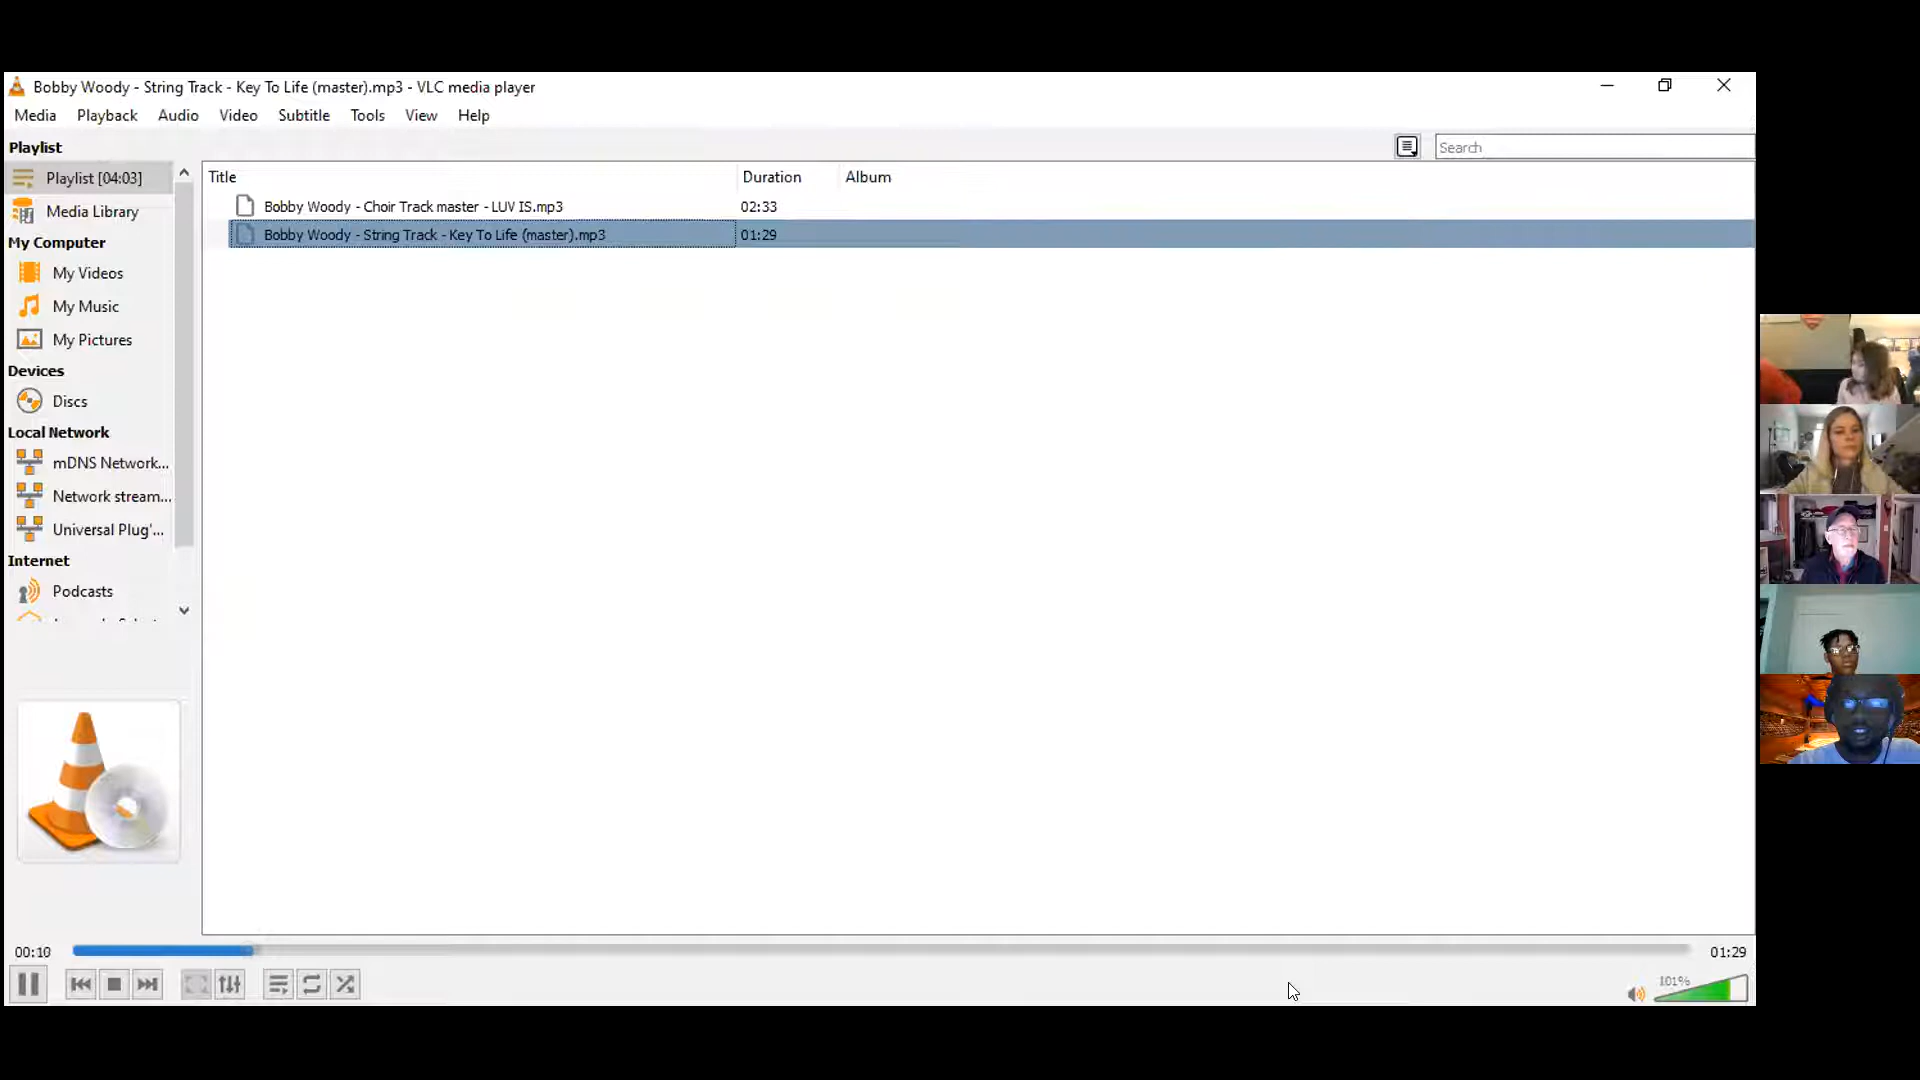 Bobby Woody - String Track - Key To Life (master).mp3 - VLC media player
Media Playback Audio Video Subtitle Tools View Help
Playlist
Search
Playlist [04:03]
Title Duration Album
Bobby Woody - Choir Track master - LUV IS.mp3 02:33
Bobby Woody - String Track - Key To Life (master).mp3 01:29
Media Library
My Computer
My Videos
My Music
My Pictures
Devices
Discs
Local Network
mDNS Network...
Network stream...
Universal Plug'...
Internet
Podcasts
00:10 01:29
101%